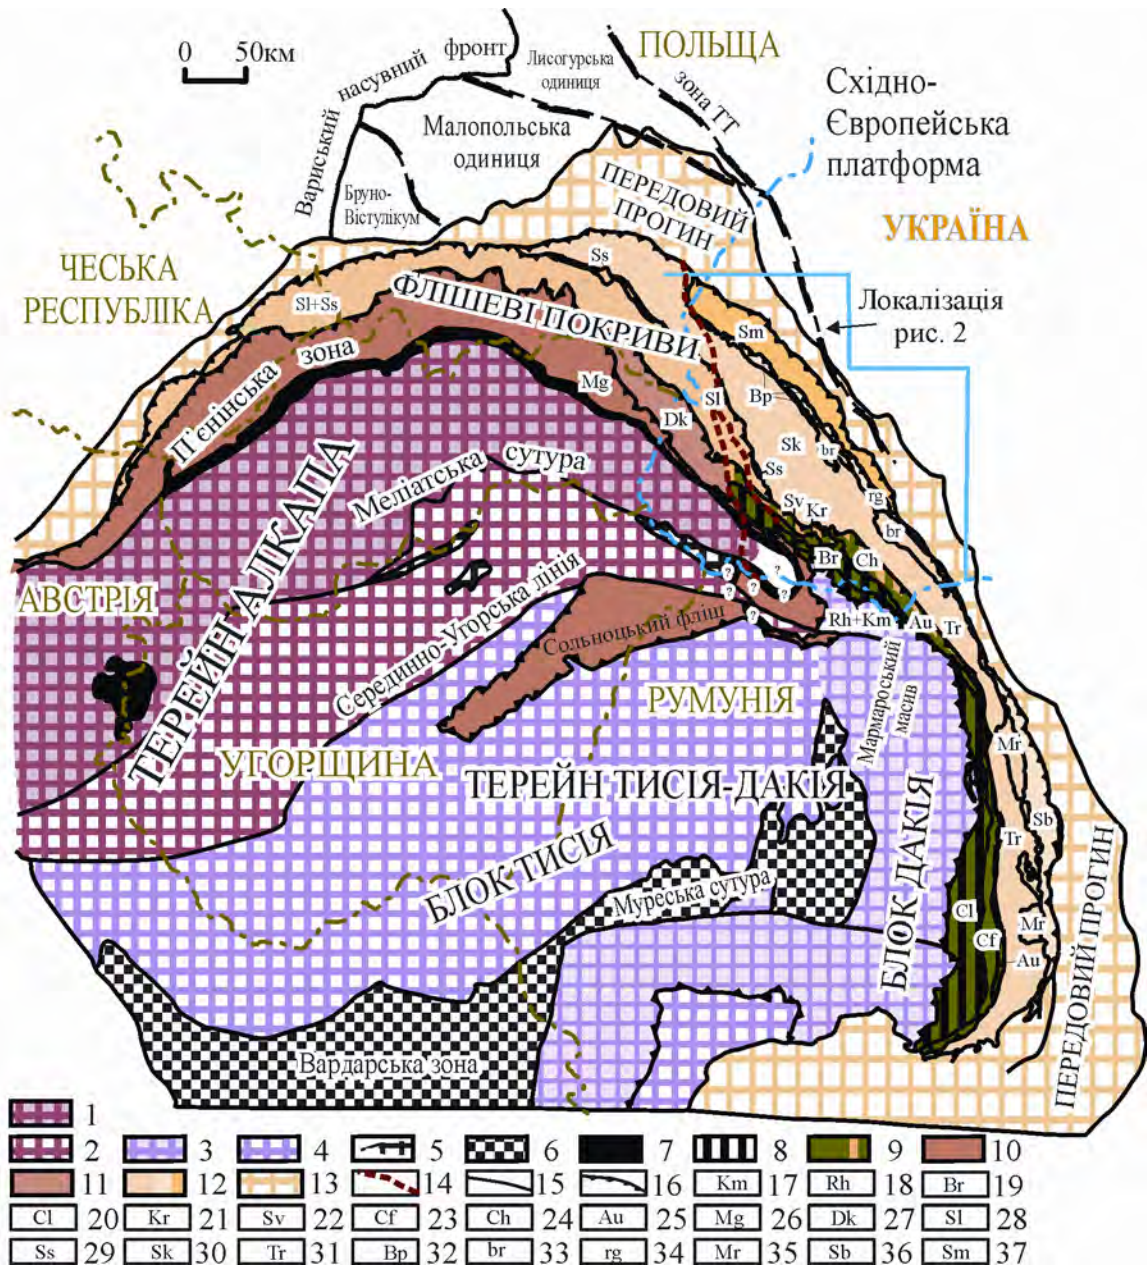 0 50км
ПОЛЬЩА
Вариський насувний фронт
Лисогурська
одиниця
зона ТТ
Східно-
Європейська
платформа
Малопольська
одиниця
Бруно-
Вістулікум
ПЕРЕДОВИЙ
ПРОГИН
УКРАЇНА
ЧЕСЬКА
РЕСПУБЛІКА
Ss
Sl+Ss
ФЛІШЕВІ ПОКРИВИ
Локалізація
рис. 2
Sm
П'єнінська зона
Mg
Bp
Sl
Dk
Sk
br
Ss
Меліатська сутура
rg
Sv
Kr
br
ТЕРЕЙН АЛКАПА
Br
Ch
?
?
?
?
?
?
АВСТРІЯ
Серединно-Угорська лінія
Сольноцький фліш
Rh+Km
Au
Tr
РУМУНІЯ
Мармароський
масив
УГОРЩИНА
Mr
ТЕРЕЙН ТИСІЯ-ДАКІЯ
Sb
Tr
БЛОК ТИСІЯ
БЛОК ДАКІЯ
Муреська сутура
Cl
Mr
Cf
Au
ПЕРЕДОВИЙ ПРОГИН
Вардарська зона
1
2 3 4 5 6 7 8 9 10
11 12 13 14 15 16 Km 17 Rh 18 Br 19
Cl 20 Kr 21 Sv 22 Cf 23 Ch 24 Au 25 Mg 26 Dk 27 Sl 28
Ss 29 Sk 30 Tr 31 Bp 32 br 33 rg 34 Mr 35 Sb 36 Sm 37